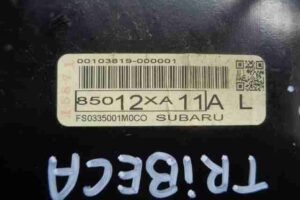 00103819-000001
85012XA11A L
FS0335001M0CO SUBARU
TRiBECA